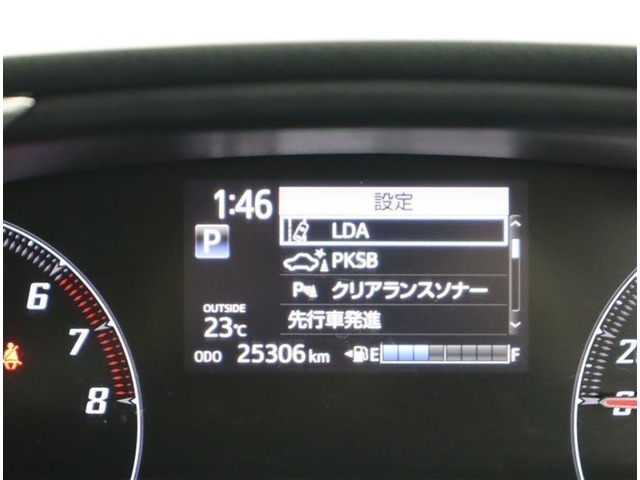 設定
1:46
LDA
P
PKSB
P クリアランスソナー
OUTSIDE
先行車発進
23℃
ODO 25306 km
E F
6
7
8
2